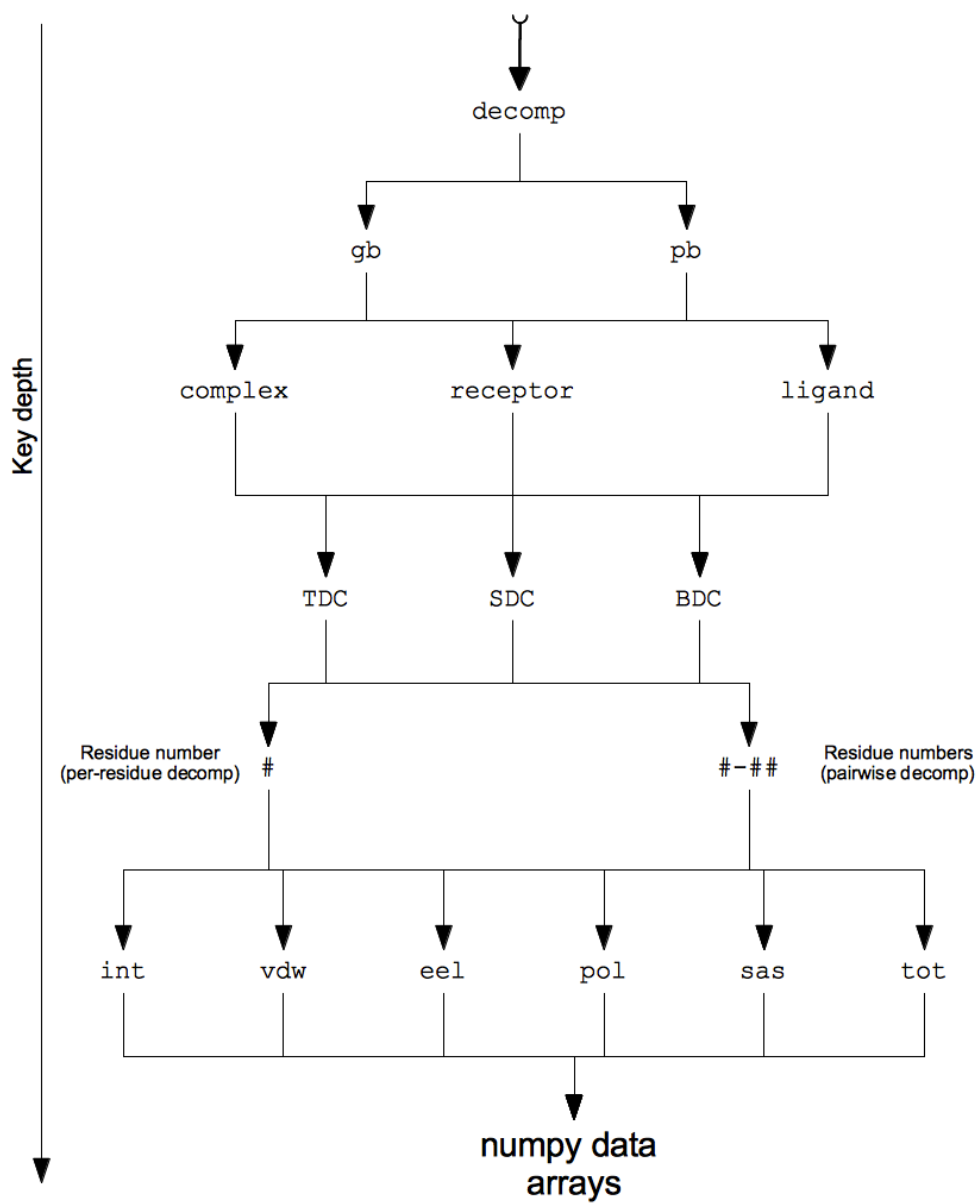 decomp
gb
pb
Key depth
complex
receptor
ligand
TDC
SDC
BDC
Residue number
(per-residue decomp)
#
#-##
Residue numbers
(pairwise decomp)
int
vdw
eel
pol
sas
tot
numpy data
arrays